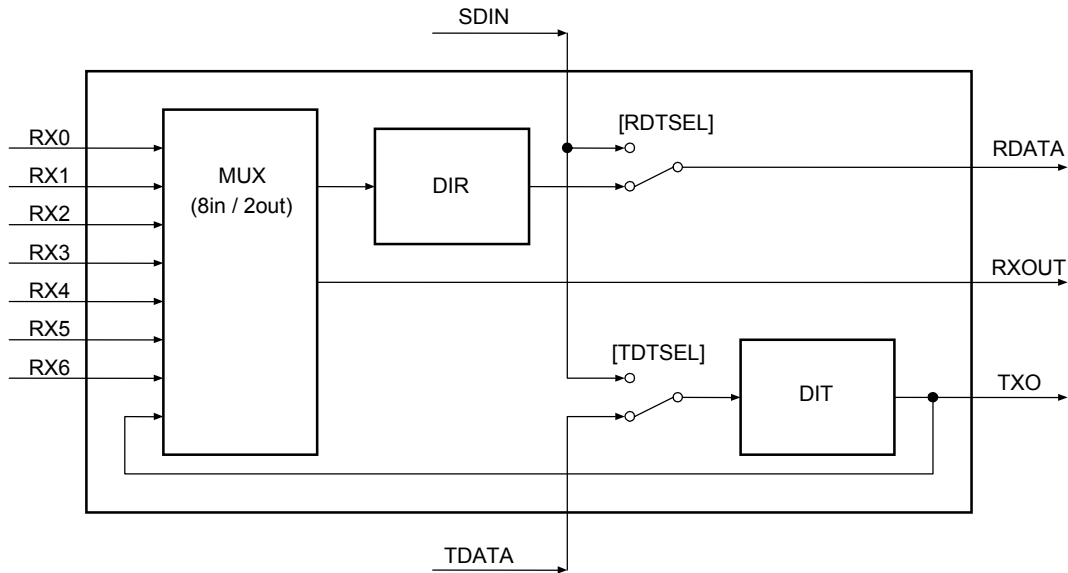 SDIN
[RDTSEL]
RX0
RX1
RX2
RX3
RX4
RX5
RX6
MUX
(8in / 2out)
DIR
RDATA
RXOUT
[TDTSEL]
DIT
TXO
TDATA